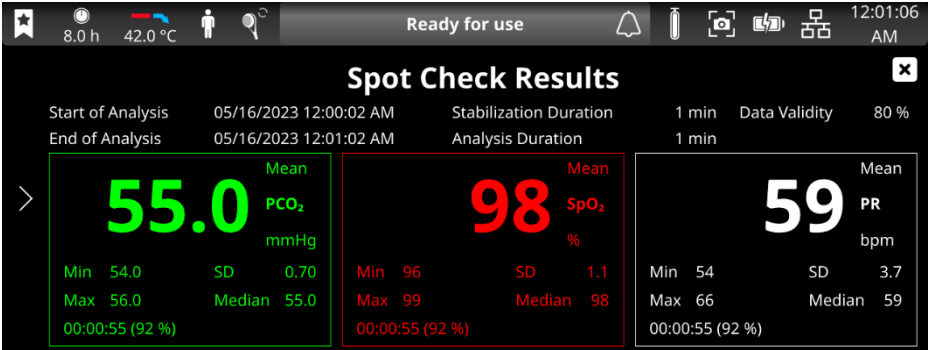 8.0 h 42.0 °C Ready for use 12:01:06 AM
Spot Check Results
Start of Analysis 05/16/2023 12:00:02 AM Stabilization Duration 1 min Data Validity 80 %
End of Analysis 05/16/2023 12:01:02 AM Analysis Duration 1 min
Mean
55.0 PCO₂
mmHg
Min 54.0 SD 0.70
Max 56.0 Median 55.0
00:00:55 (92 %)
Mean
98 SpO₂
%
Min 96 SD 1.1
Max 99 Median 98
00:00:55 (92 %)
Mean
59 PR
bpm
Min 54 SD 3.7
Max 66 Median 59
00:00:55 (92 %)